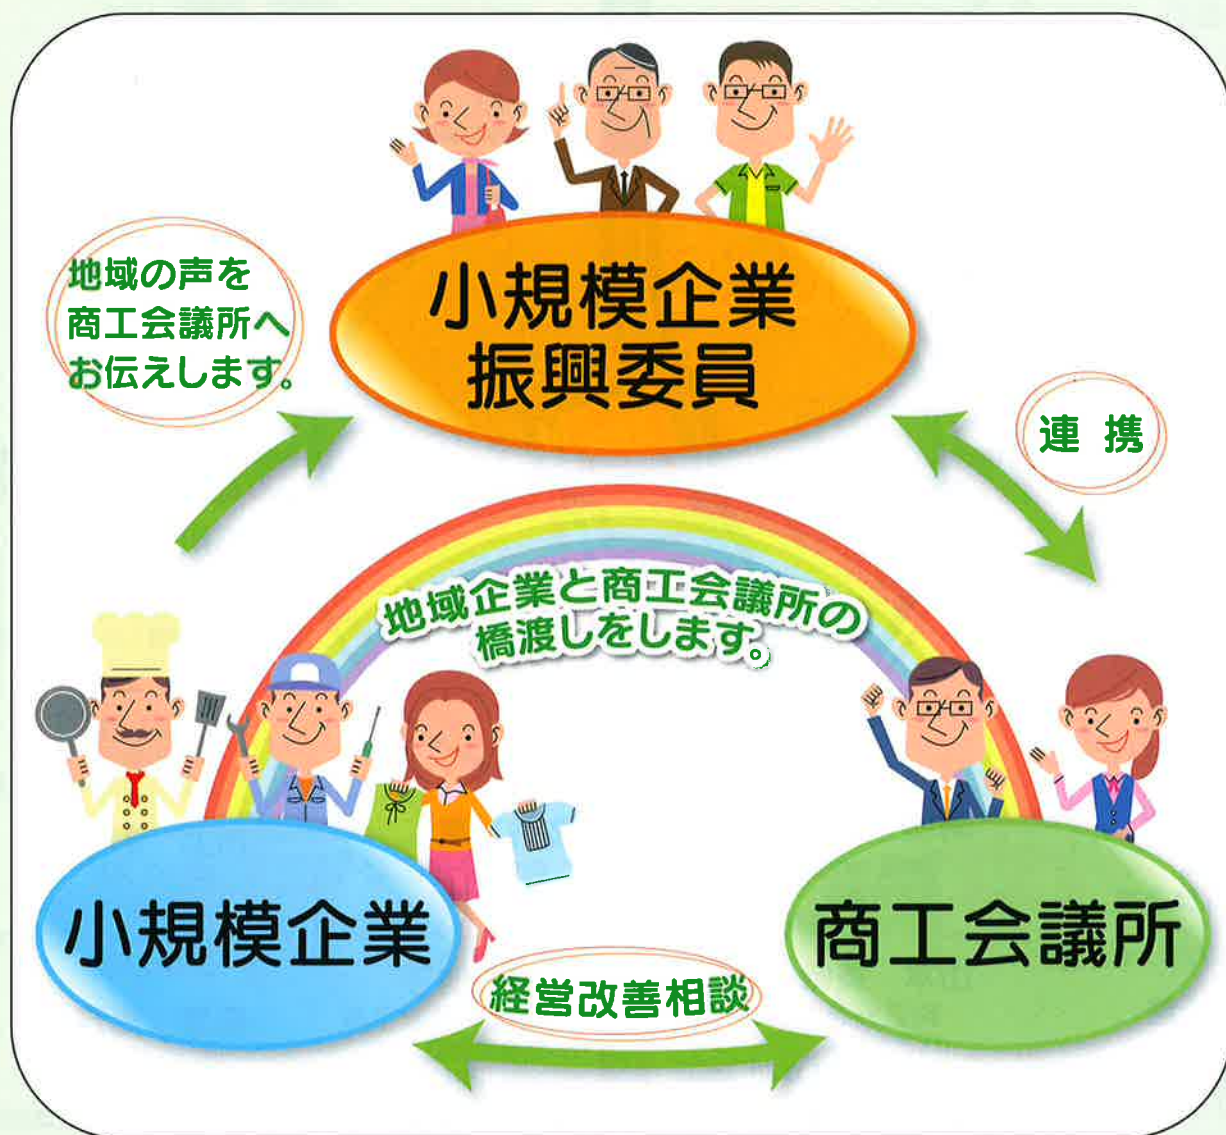 小規模企業
振興委員
地域の声を
商工会議所へ
お伝えします。
連携
地域企業と商工会議所の
橋渡しをします。
小規模企業
商工会議所
経営改善相談